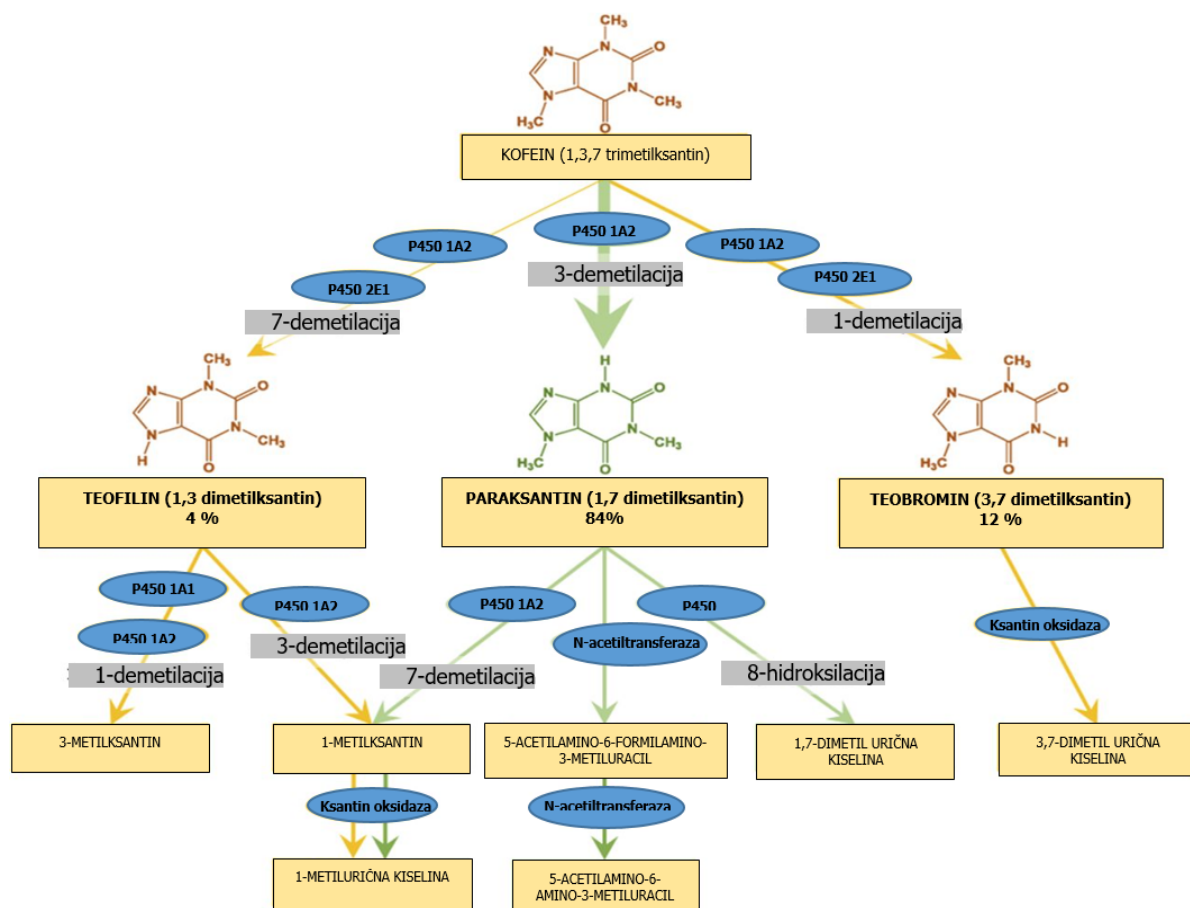 CH₃
N
N
O
N
N
CH₃
H₃C
O
KOFEIN (1,3,7 trimetilksantin)
P450 1A2
P450 1A2
P450 1A2
P450 2E1
3-demetilacija
P450 2E1
7-demetilacija
1-demetilacija
CH₃
N
N
O
N
N
CH₃
H
O
H
N
N
O
N
N
CH₃
H₃C
O
CH₃
N
N
O
N
N
H
H₃C
O
TEOFILIN (1,3 dimetilksantin)
4 %
PARAKSANTIN (1,7 dimetilksantin)
84%
TEOBROMIN (3,7 dimetilksantin)
12 %
P450 1A1
P450 1A2
P450 1A2
P450
Ksantin oksidaza
P450 1A2
3-demetilacija
N-acetiltransferaza
1-demetilacija
7-demetilacija
8-hidroksilacija
3-METILKSANTIN
1-METILKSANTIN
5-ACETILAMINO-6-FORMILAMINO-
3-METILURACIL
1,7-DIMETIL URIČNA
KISELINA
3,7-DIMETIL URIČNA
KISELINA
Ksantin oksidaza
N-acetiltransferaza
1-METILURIČNA KISELINA
5-ACETILAMINO-6-
AMINO-3-METILURACIL